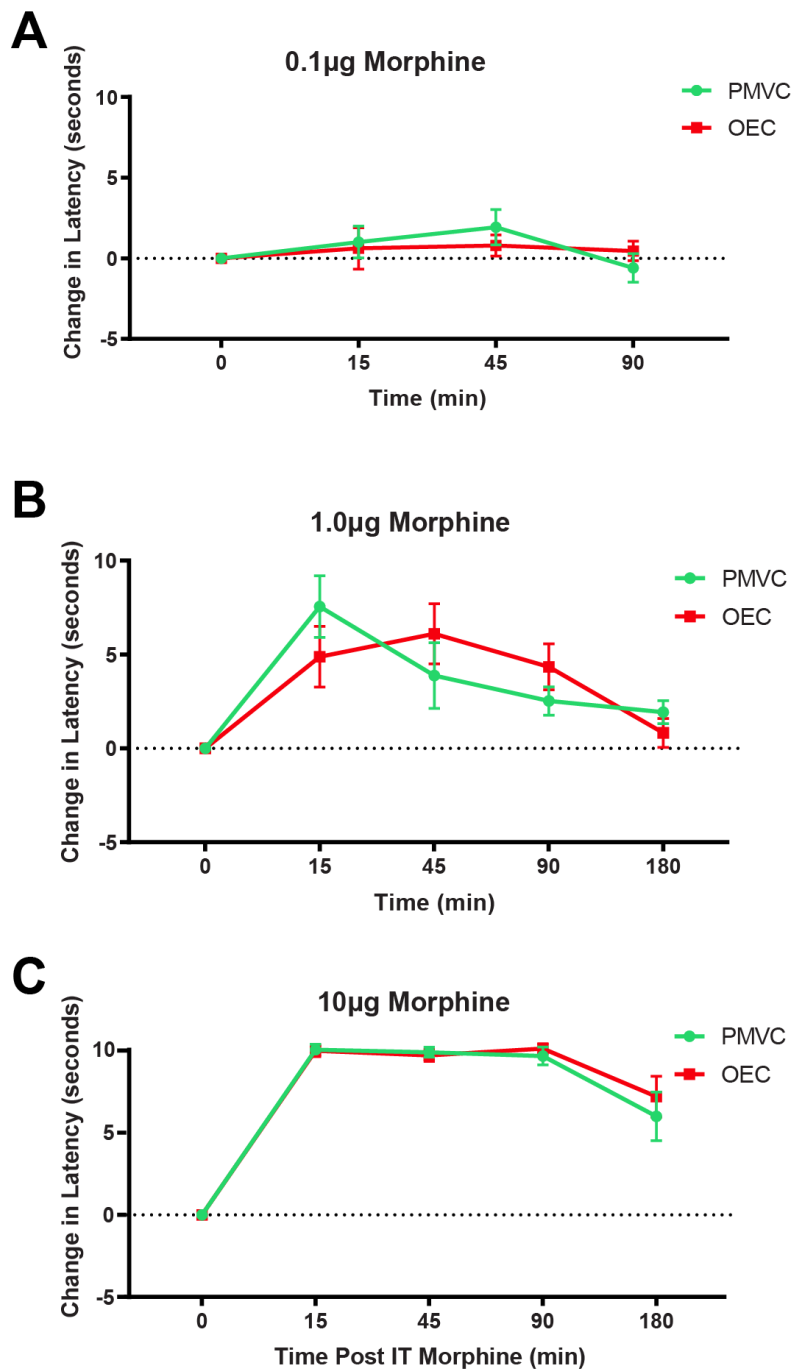 A
0.1µg Morphine
PMVC
OEC
Change in Latency (seconds)
10
5
0
-5
0 15 45 90
Time (min)
B
1.0µg Morphine
PMVC
OEC
Change in Latency (seconds)
10
5
0
-5
0 15 45 90 180
Time (min)
C
10µg Morphine
PMVC
OEC
Change in Latency (seconds)
10
5
0
-5
0 15 45 90 180
Time Post IT Morphine (min)